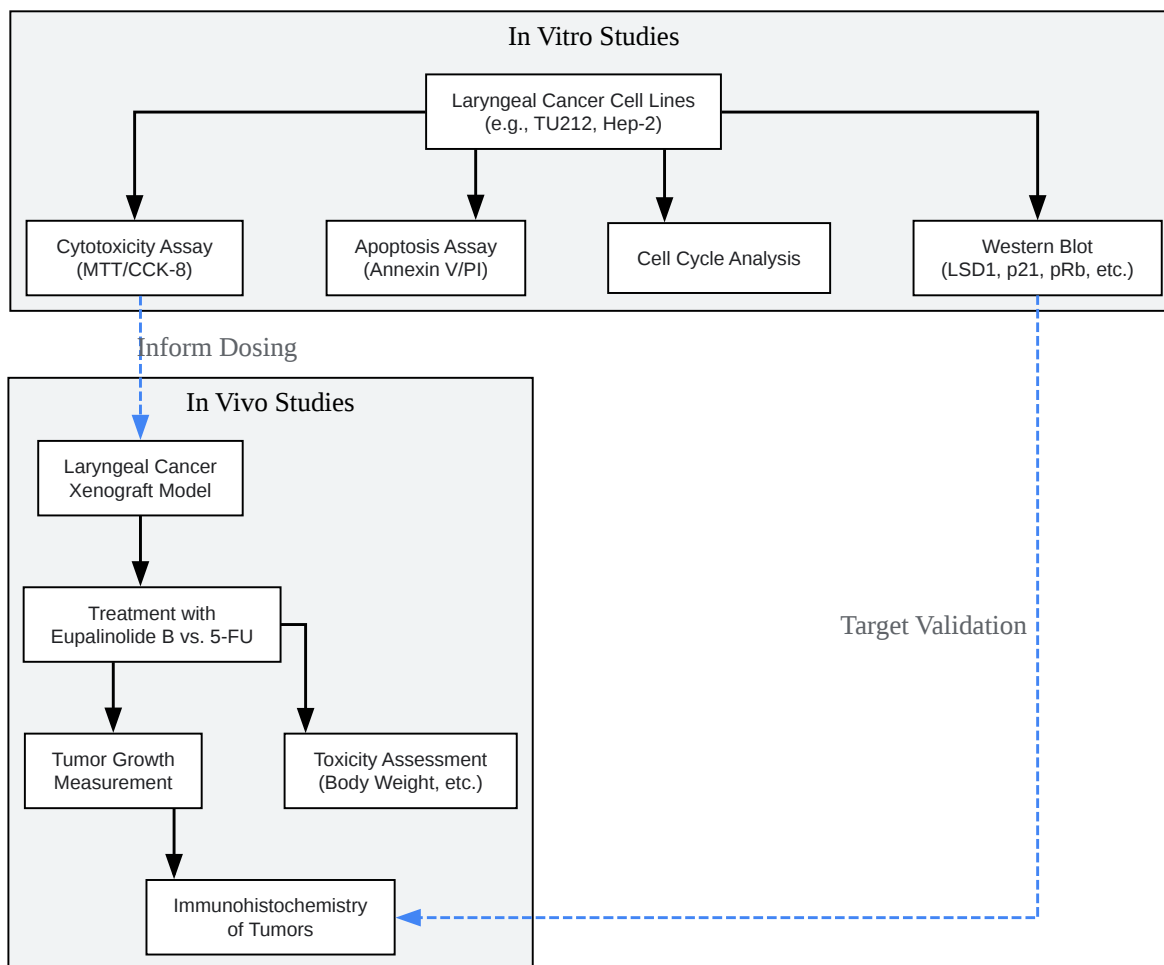 In Vitro Studies
Laryngeal Cancer Cell Lines
(e.g., TU212, Hep-2)
Cytotoxicity Assay
(MTT/CCK-8)
Apoptosis Assay
(Annexin V/PI)
Cell Cycle Analysis
Western Blot
(LSD1, p21, pRb, etc.)
Inform Dosing
In Vivo Studies
Laryngeal Cancer
Xenograft Model
Treatment with
Eupalinolide B vs. 5-FU
Target Validation
Tumor Growth
Measurement
Toxicity Assessment
(Body Weight, etc.)
Immunohistochemistry
of Tumors